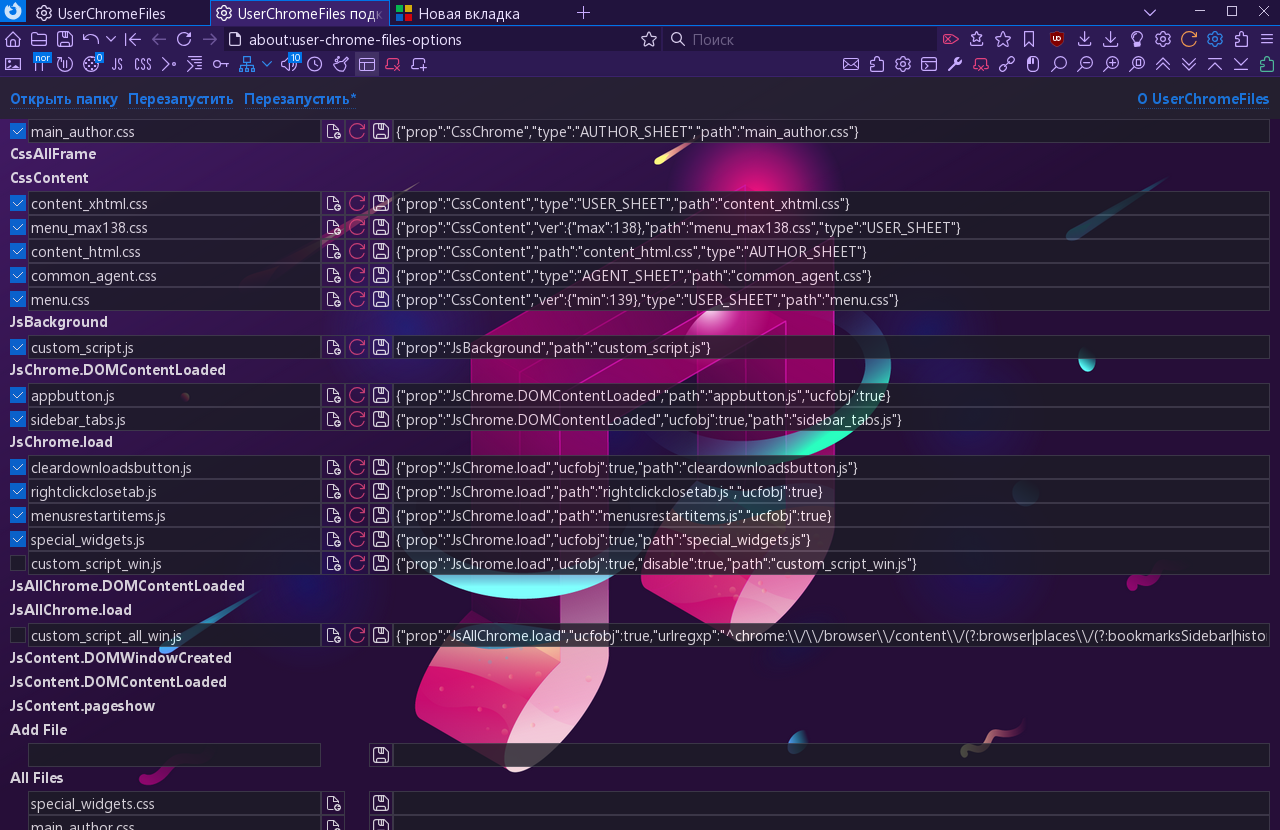 UserChromeFiles UserChromeFiles подк Новая вкладка
about:user-chrome-files-options Поиск
nor 0 JS CSS 10
Открыть папку Перезапустить Перезапустить* О UserChromeFiles
main_author.css {"prop":"CssChrome","type":"AUTHOR_SHEET","path":"main_author.css"}
CssAllFrame
CssContent
content_xhtml.css {"prop":"CssContent","type":"USER_SHEET","path":"content_xhtml.css"}
menu_max138.css {"prop":"CssContent","ver":{"max":138},"path":"menu_max138.css","type":"USER_SHEET"}
content_html.css {"prop":"CssContent","path":"content_html.css","type":"AUTHOR_SHEET"}
common_agent.css {"prop":"CssContent","type":"AGENT_SHEET","path":"common_agent.css"}
menu.css {"prop":"CssContent","ver":{"min":139},"type":"USER_SHEET","path":"menu.css"}
JsBackground
custom_script.js {"prop":"JsBackground","path":"custom_script.js"}
JsChrome.DOMContentLoaded
appbutton.js {"prop":"JsChrome.DOMContentLoaded","path":"appbutton.js","ucfobj":true}
sidebar_tabs.js {"prop":"JsChrome.DOMContentLoaded","ucfobj":true,"path":"sidebar_tabs.js"}
JsChrome.load
cleardownloadsbutton.js {"prop":"JsChrome.load","ucfobj":true,"path":"cleardownloadsbutton.js"}
rightclickclosetab.js {"prop":"JsChrome.load","path":"rightclickclosetab.js","ucfobj":true}
menusrestartitems.js {"prop":"JsChrome.load","path":"menusrestartitems.js","ucfobj":true}
special_widgets.js {"prop":"JsChrome.load","ucfobj":true,"path":"special_widgets.js"}
custom_script_win.js {"prop":"JsChrome.load","ucfobj":true,"disable":true,"path":"custom_script_win.js"}
JsAllChrome.DOMContentLoaded
JsAllChrome.load
custom_script_all_win.js {"prop":"JsAllChrome.load","ucfobj":true,"urlregxp":"^chrome:\\/\\/browser\\/content\\/(?:browser|places\\/(?:bookmarksSidebar|histo
JsContent.DOMWindowCreated
JsContent.DOMContentLoaded
JsContent.pageshow
Add File
All Files
special_widgets.css
main_author.css